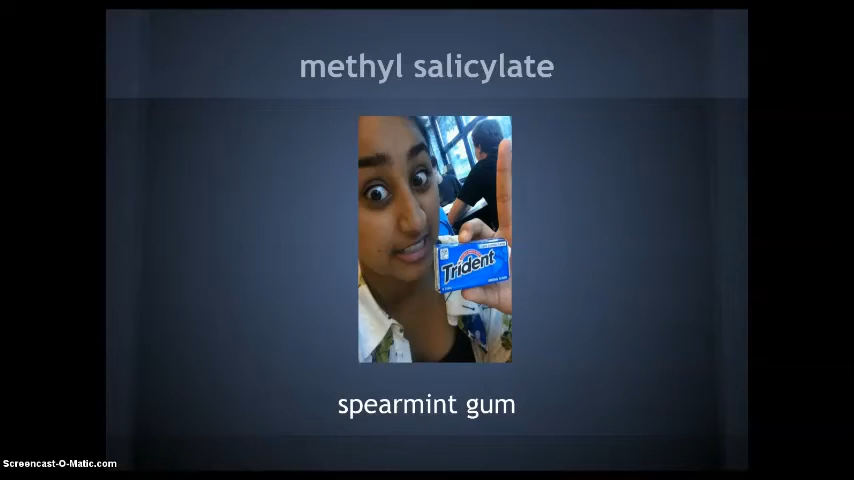 methyl salicylate
Trident
spearmint gum
Screencast-O-Matic.com